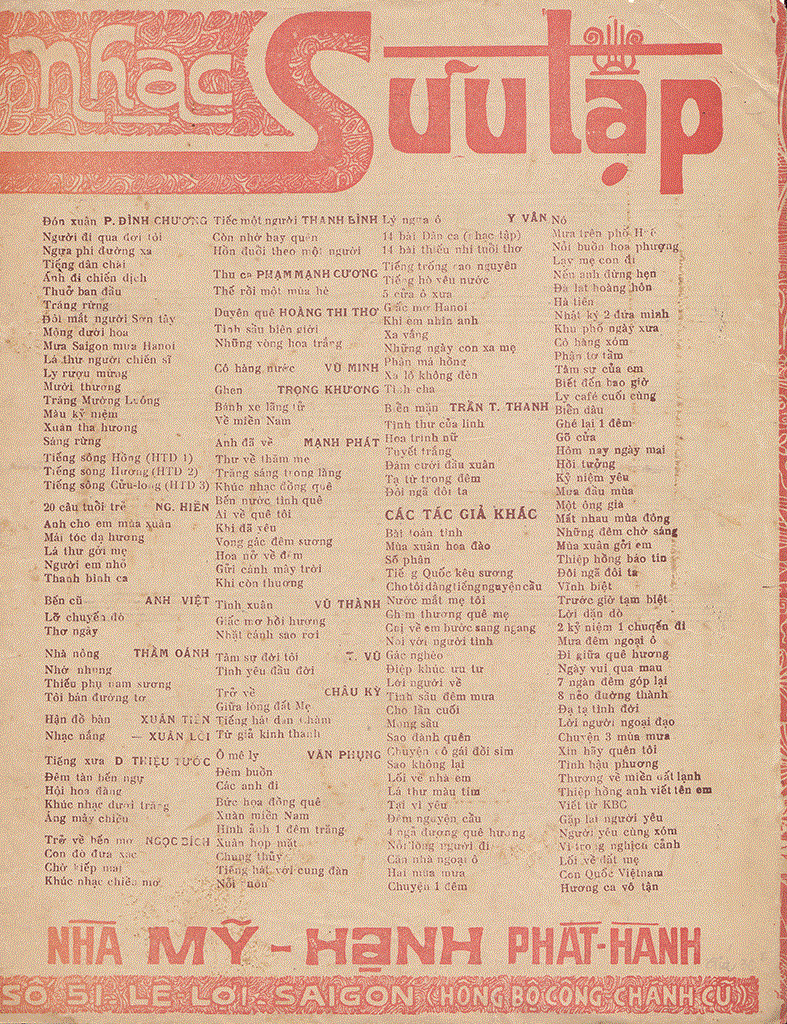 nhạc Sưu tập
Đón xuân P. ĐÌNH CHƯƠNG
Người đi qua đời tôi
Ngựa phi đường xa
Tiếng dân chài
Anh đi chiến dịch
Thuở ban đầu
Tráng rừng
Đôi mắt người Sơn tây
Mộng dưới hoa
Mưa Saigon mưa Hanoi
Lá thư người chiến sĩ
Ly rượu mừng
Mười thương
Trăng Mường Luông
Màu kỷ niệm
Xuân tha hương
Sáng rừng
Tiếng sông Hồng (HTD 1)
Tiếng song Hương (HTD 2)
Tiếng sông Cửu-long (HTD 3)
20 câu tuổi trẻ NG. HIỀN
Anh cho em mùa xuân
Mái tóc dạ hương
Lá thư gởi mẹ
Người em nhỏ
Thanh bình ca
Bến cũ ANH VIỆT
Lỡ chuyến đò
Thơ ngây
Nhà nông THẦM OÁNH
Nhớ nhung
Thiếu phụ nam sương
Tôi bán đường tơ
Hận đồ bàn XUÂN TIÊN
Nhạc nắng — XUÂN LÔI
Tiếng xưa D THIỆU TƯỚC
Đêm tàn bến ngự
Hội hoa đăng
Khúc nhạc dưới trăng
Áng mây chiều
Trở về bến mơ NGỌC BÍCH
Con đò đưa xác
Chờ kiếp mai
Khúc nhạc chiều mơ
Tiếc một người THANH BÌNH
Còn nhớ hay quên
Hồn đuổi theo một người
Thu ca PHẠM MẠNH CƯƠNG
Thế rồi một mùa hè
Duyên quê HOÀNG THI THƠ
Tình sầu biên giới
Những vòng hoa trắng
Cô hàng nước VŨ MINH
Ghen TRỌNG KHƯƠNG
Bánh xe lãng tử
Về miền Nam
Anh đã về MẠNH PHÁT
Thư về thăm mẹ
Trăng sáng trong làng
Khúc nhạc đồng quê
Bến nước tình quê
Ai về quê tôi
Khi đã yêu
Vọng gác đêm sương
Hoa nở về đêm
Gửi cánh mây trời
Khi còn thương
Tình xuân VŨ THÀNH
Giấc mơ hồi hương
Nhặt cánh sao rơi
Tâm sự đời tôi T. VŨ
Tình yêu đầu đời
Trở về CHÂU KỲ
Giữa lòng đất Mẹ
Tiếng hát dân Chàm
Từ giã kinh thành
Ô mê ly VĂN PHỤNG
Đêm buồn
Các anh đi
Bức họa đồng quê
Xuân miền Nam
Hình ảnh 1 đêm trăng
Xuân họp mặt
Chung thủy
Tiếng hát với cung đàn
Nỗi buồn
Lý ngựa ô Y VÂN
14 bài Dân ca (nhạc tập)
14 bài thiếu nhi tuổi thơ
Tiếng trống cao nguyên
Tiếng hò yêu nước
5 cửa ô xưa
Giấc mơ Hanoi
Khi em nhìn anh
Xa vắng
Những ngày con xa mẹ
Phận má hồng
Xa lộ không đèn
Tình cha
Biển mặn TRẦN T. THANH
Tình thư của lính
Hoa trinh nữ
Tuyết trắng
Đám cưới đầu xuân
Tạ từ trong đêm
Đôi ngã đôi ta
CÁC TÁC GIẢ KHÁC
Bài toán tình
Mùa xuân hoa đào
Số phận
Tiếng Quốc kêu sương
Cho tôi dàng tiếng nguyện cầu
Nước mắt mẹ tôi
Chim thương quê mẹ
Chị về em bước sang ngang
Nói với người tình
Gác nghèo
Điệp khúc ưu tư
Lời người về
Tình sầu đêm mưa
Cho lần cuối
Mong sầu
Sao đành quên
Chuyện cô gái đồi sim
Sao không lại
Lối về nhà em
Lá thư màu tím
Tại vì yêu
Đêm nguyện cầu
4 ngả đường quê hương
Nỗi lòng người đi
Căn nhà ngoại ô
Hai mùa mưa
Chuyện 1 đêm
Nó
Mưa trên phố Huế
Nỗi buồn hoa phượng
Lạy mẹ con đi
Nếu anh đừng hẹn
Đà lạt hoàng hôn
Hà tiên
Nhật ký 2 đứa mình
Khu phố ngày xưa
Cô hàng xóm
Phận tơ tằm
Tâm sự của em
Biết đến bao giờ
Ly café cuối cùng
Biển dâu
Ghé lại 1 đêm
Gõ cửa
Hôm nay ngày mai
Hồi tưởng
Kỷ niệm yêu
Mưa đầu mùa
Một ông già
Mất nhau mùa đông
Những đêm chờ sáng
Mùa xuân gởi em
Thiệp hồng báo tin
Đôi ngã đôi ta
Vĩnh biệt
Trước giờ tạm biệt
Lời dặn dò
2 kỷ niệm 1 chuyến đi
Mưa đêm ngoại ô
Đi giữa quê hương
Ngày vui qua mau
7 ngàn đêm góp lại
8 nẻo đường thành
Đạ tạ tình đời
Lời người ngoại đạo
Chuyện 3 mùa mưa
Xin hãy quên tôi
Tình hậu phương
Thương về miền đất lạnh
Thiệp hồng anh viết tên em
Viết từ KBC
Gặp lại người yêu
Người yêu cùng xóm
Vì trong nghịch cảnh
Lối về đất mẹ
Con Quốc Việtnam
Hương ca vô tận
NHÀ MỸ-HẠNH PHÁT-HÀNH
SỐ 51. LÊ-LỢI. SAIGON (HÔNG BỘ CÔNG CHÁNH CŨ)